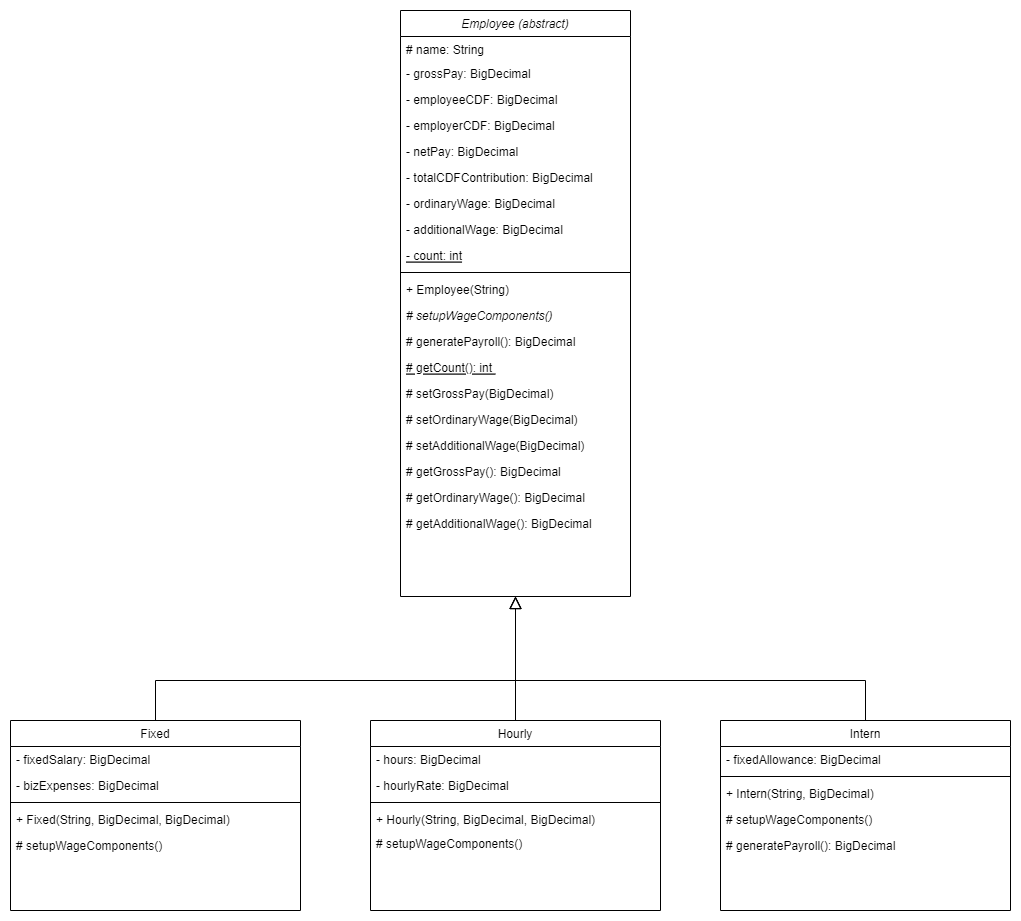 Employee (abstract)
# name: String
- grossPay: BigDecimal
- employeeCDF: BigDecimal
- employerCDF: BigDecimal
- netPay: BigDecimal
- totalCDFContribution: BigDecimal
- ordinaryWage: BigDecimal
- additionalWage: BigDecimal
- count: int
+ Employee(String)
# setupWageComponents()
# generatePayroll(): BigDecimal
# getCount(): int
# setGrossPay(BigDecimal)
# setOrdinaryWage(BigDecimal)
# setAdditionalWage(BigDecimal)
# getGrossPay(): BigDecimal
# getOrdinaryWage(): BigDecimal
# getAdditionalWage(): BigDecimal
Fixed
- fixedSalary: BigDecimal
- bizExpenses: BigDecimal
+ Fixed(String, BigDecimal, BigDecimal)
# setupWageComponents()
Hourly
- hours: BigDecimal
- hourlyRate: BigDecimal
+ Hourly(String, BigDecimal, BigDecimal)
# setupWageComponents()
Intern
- fixedAllowance: BigDecimal
+ Intern(String, BigDecimal)
# setupWageComponents()
# generatePayroll(): BigDecimal